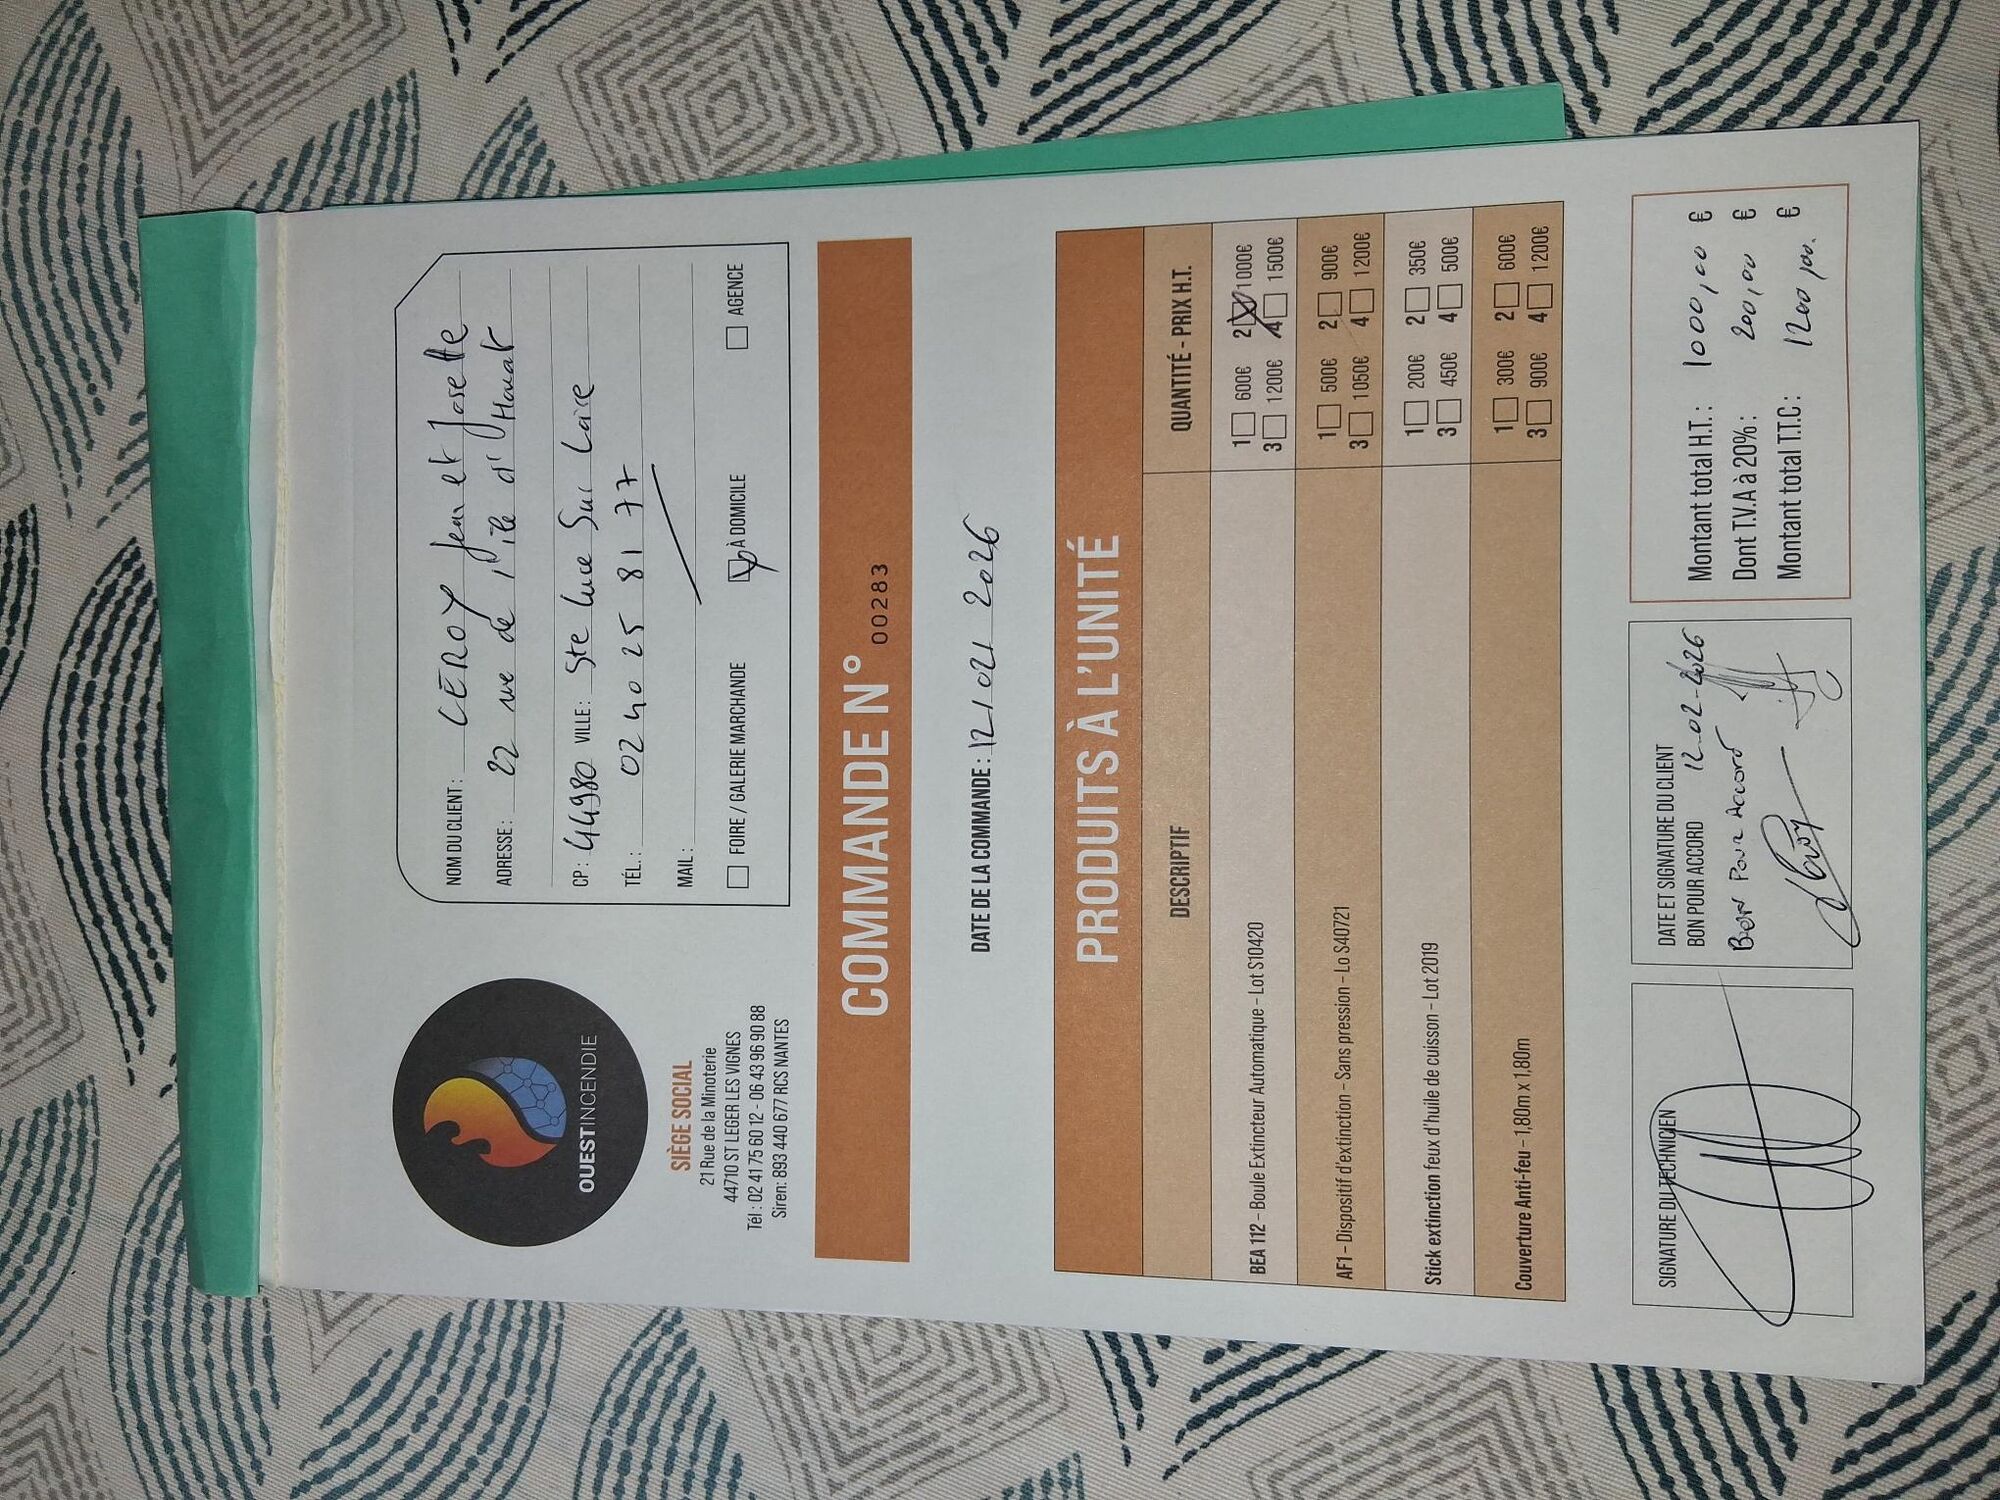 OUESTINCENDIE
SIÈGE SOCIAL
21 Rue de la Minoterie
44710 ST LEGER LES VIGNES
Tél : 02 41 75 60 12 - 06 43 96 90 88
Siren: 893 440 677 RCS NANTES
NOM DU CLIENT : LEROY Jean et Josette
ADRESSE : 22 rue de l'île d'Houat
CP : 44980 VILLE : Ste Luce Sur Loire
TÉL. : 02 40 25 81 77
MAIL :
FOIRE / GALERIE MARCHANDE À DOMICILE AGENCE
COMMANDE N° 00283
DATE DE LA COMMANDE : 12/02/2026
PRODUITS À L'UNITÉ
DESCRIPTIF QUANTITÉ - PRIX H.T.
BEA 112 – Boule Extincteur Automatique – Lot S10420 1 600€ 2 1000€
3 1200€ 4 1500€
AF1 – Dispositif d'extinction – Sans pression – Lo S40721 1 500€ 2 900€
3 1050€ 4 1200€
Stick extinction feux d'huile de cuisson – Lot 2019 1 200€ 2 350€
3 450€ 4 500€
Couverture Anti-feu – 1,80m x 1,80m 1 300€ 2 600€
3 900€ 4 1200€
SIGNATURE DU TECHNICIEN
DATE ET SIGNATURE DU CLIENT
BON POUR ACCORD 12-02-2026
Bon Pour Accord
Montant total H.T. : 1000,00 €
Dont T.V.A à 20% : 200,00 €
Montant total T.T.C : 1200,00 €